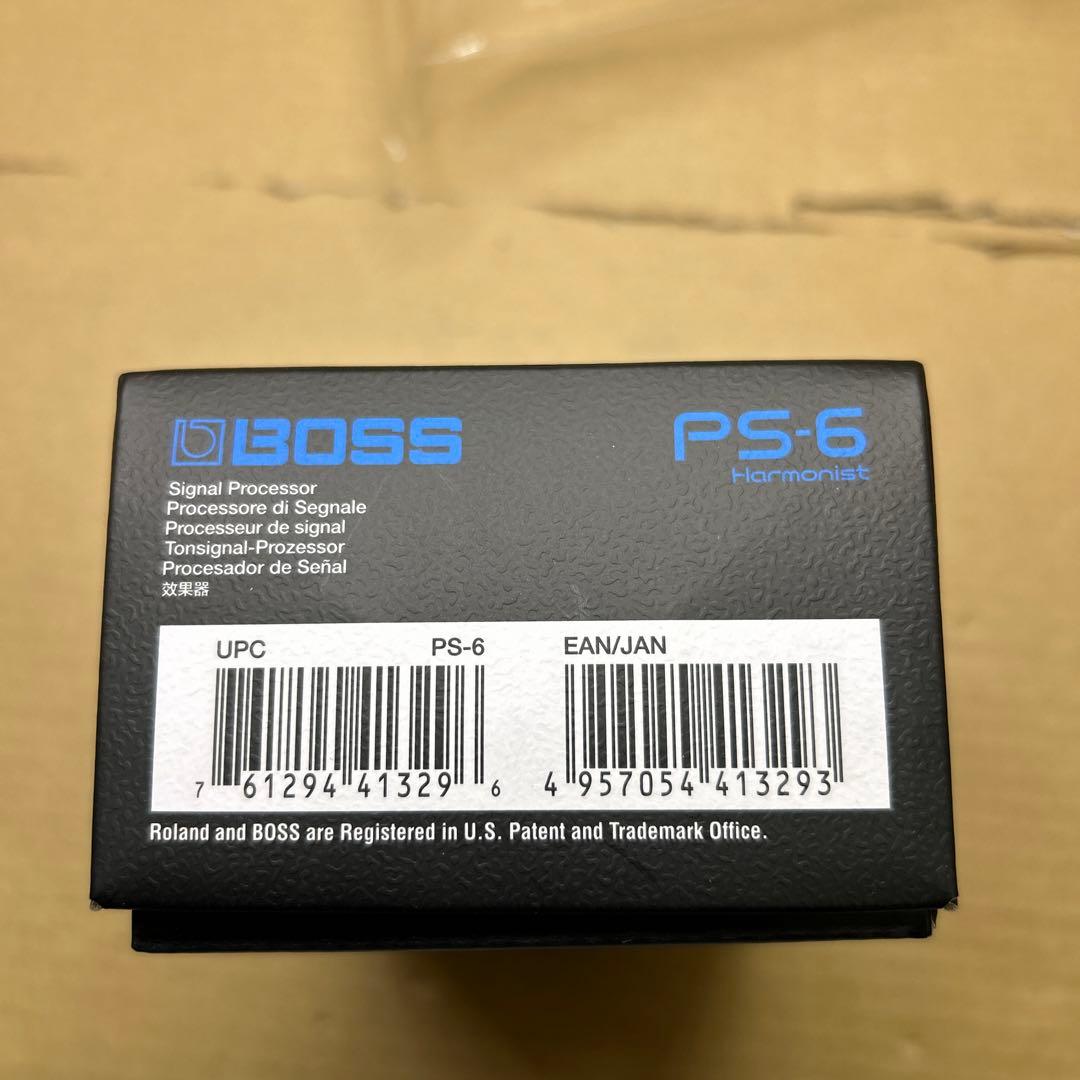 BOSS
PS-6
Harmonist
Signal Processor
Processore di Segnale
Processeur de signal
Tonsignal-Prozessor
Procesador de Señal
効果器
UPC PS-6
7 61294 41329 6
EAN/JAN
4 957054 413293
Roland and BOSS are Registered in U.S. Patent and Trademark Office.